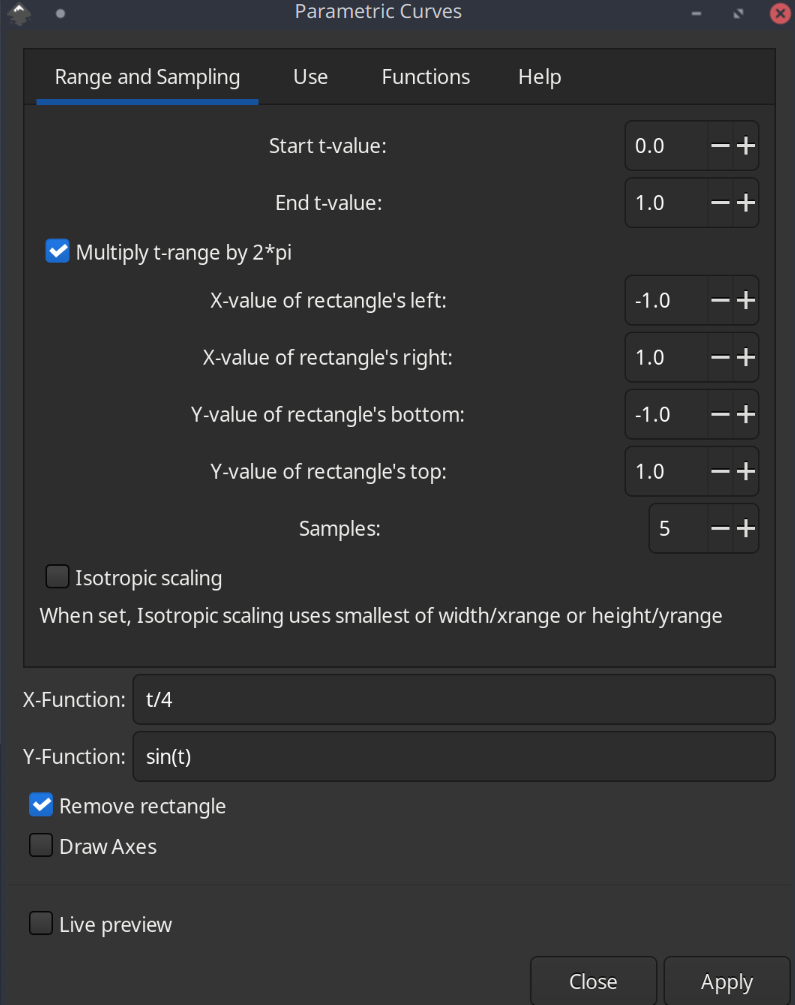 Parametric Curves
Range and Sampling Use Functions Help
Start t-value: 0.0
End t-value: 1.0
Multiply t-range by 2*pi
X-value of rectangle's left: -1.0
X-value of rectangle's right: 1.0
Y-value of rectangle's bottom: -1.0
Y-value of rectangle's top: 1.0
Samples: 5
Isotropic scaling
When set, Isotropic scaling uses smallest of width/xrange or height/yrange
X-Function: t/4
Y-Function: sin(t)
Remove rectangle
Draw Axes
Live preview
Close Apply